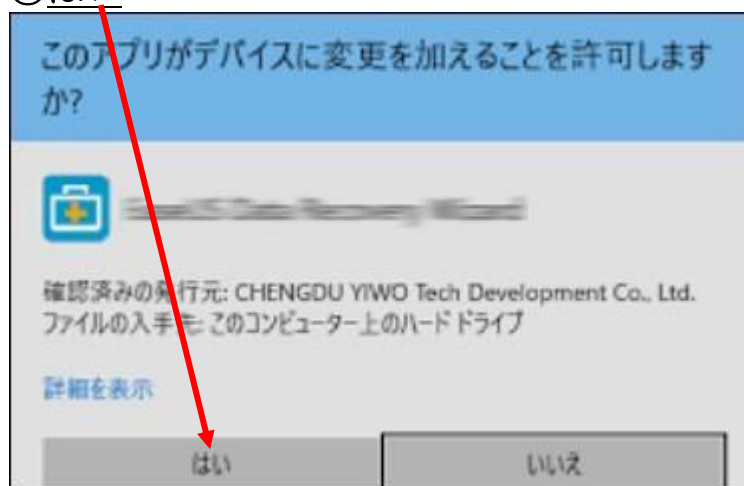 このアプリがデバイスに変更を加えることを許可します
か?
確認済みの発行元: CHENGDU YIWO Tech Development Co., Ltd.
ファイルの入手先: このコンピューター上のハード ドライブ
詳細を表示
はい
いいえ